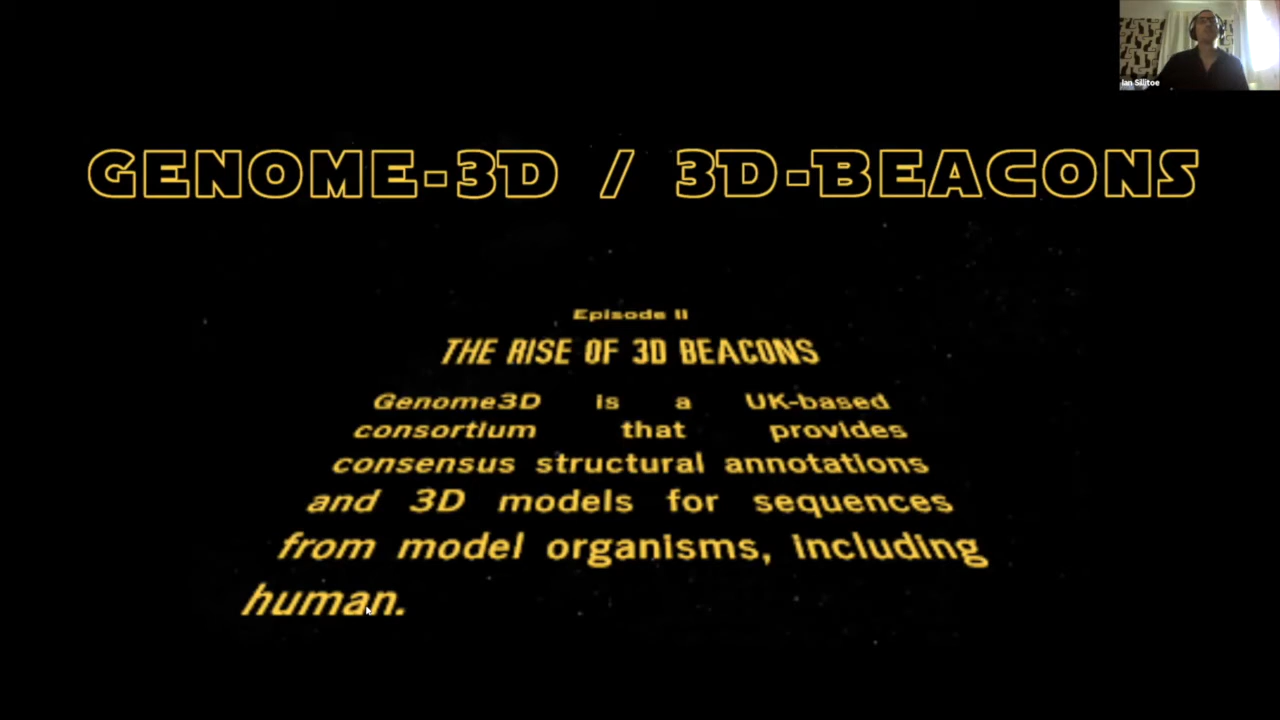 Ian Sillitoe
GENOME-3D / 3D-BEACONS
Episode II
THE RISE OF 3D BEACONS
Genome3D is a UK-based
consortium that provides
consensus structural annotations
and 3D models for sequences
from model organisms, including
human.